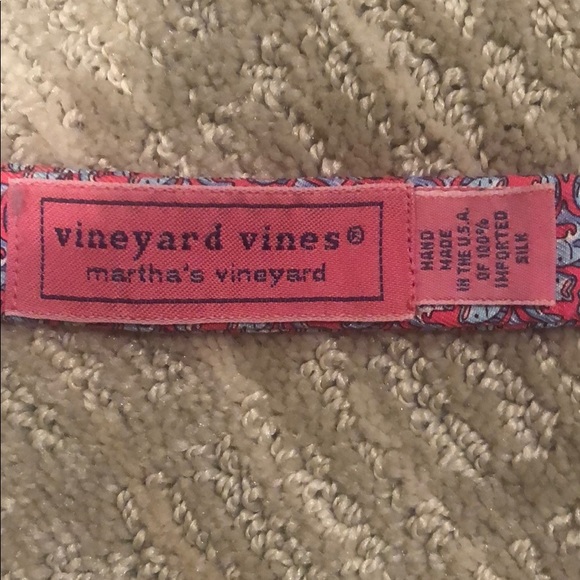 vineyard vines®
martha's vineyard
HAND
MADE
IN THE U.S.A.
OF 100%
IMPORTED
SILK